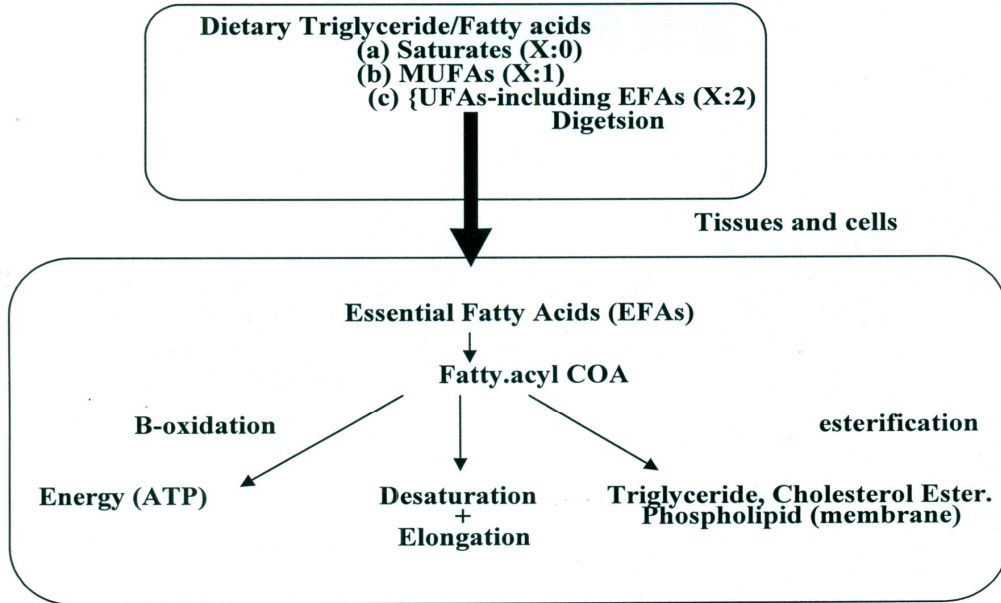 Dietary Triglyceride/Fatty acids
(a) Saturates (X:0)
(b) MUFAs (X:1)
(c) {UFAs-including EFAs (X:2)
Digetsion
Tissues and cells
Essential Fatty Acids (EFAs)
Fatty.acyl COA
B-oxidation
esterification
Energy (ATP)
Desaturation
+
Elongation
Triglyceride, Cholesterol Ester.
Phospholipid (membrane)